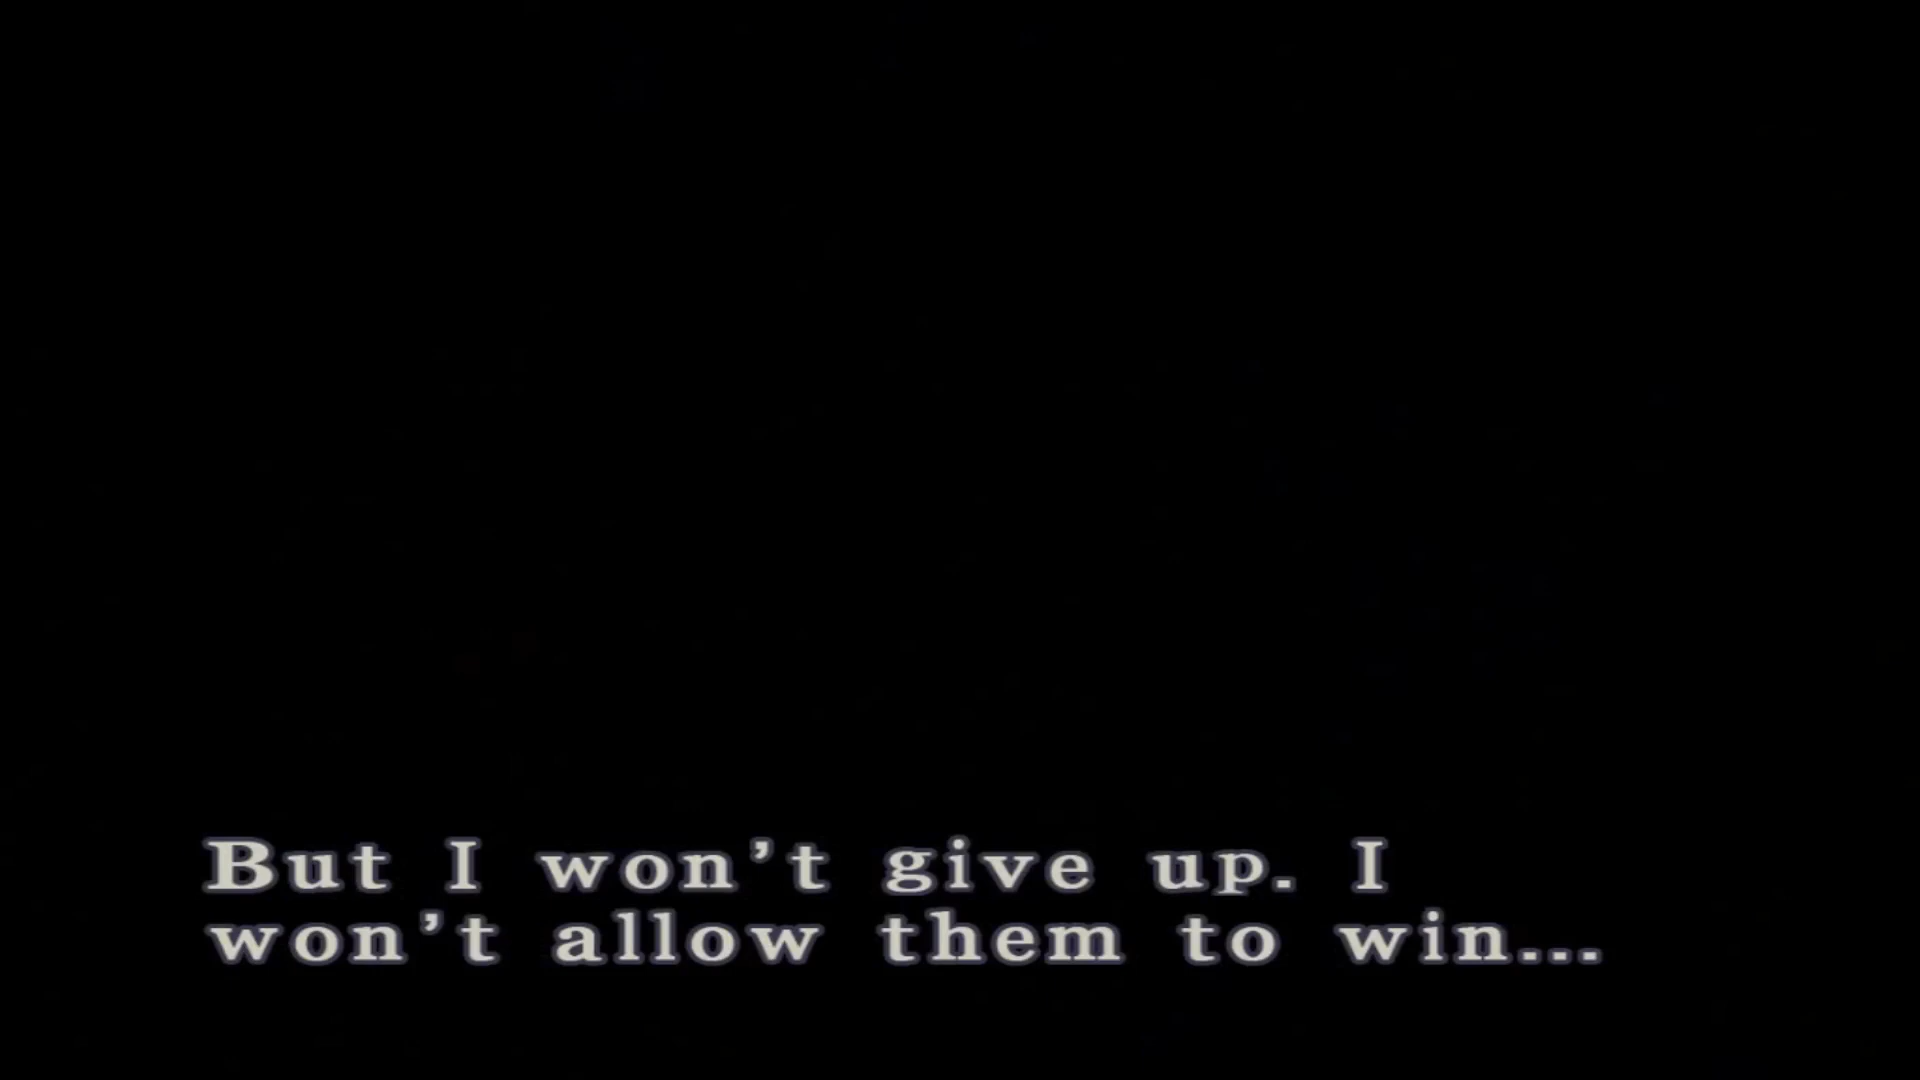 But I won’t give up. I
won’t allow them to win...